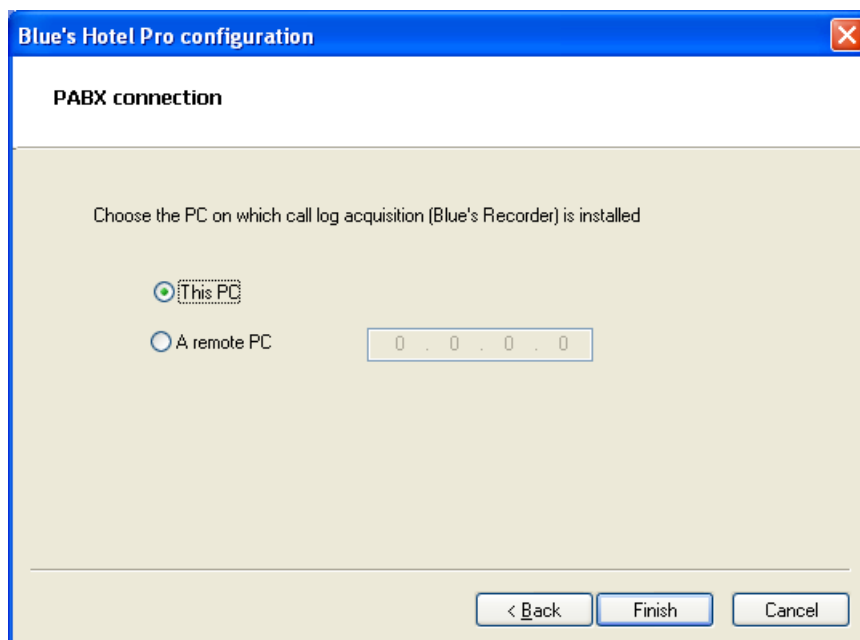 Blue's Hotel Pro configuration
PABX connection
Choose the PC on which call log acquisition (Blue's Recorder) is installed
This PC
A remote PC 0 . 0 . 0 . 0
< Back Finish Cancel